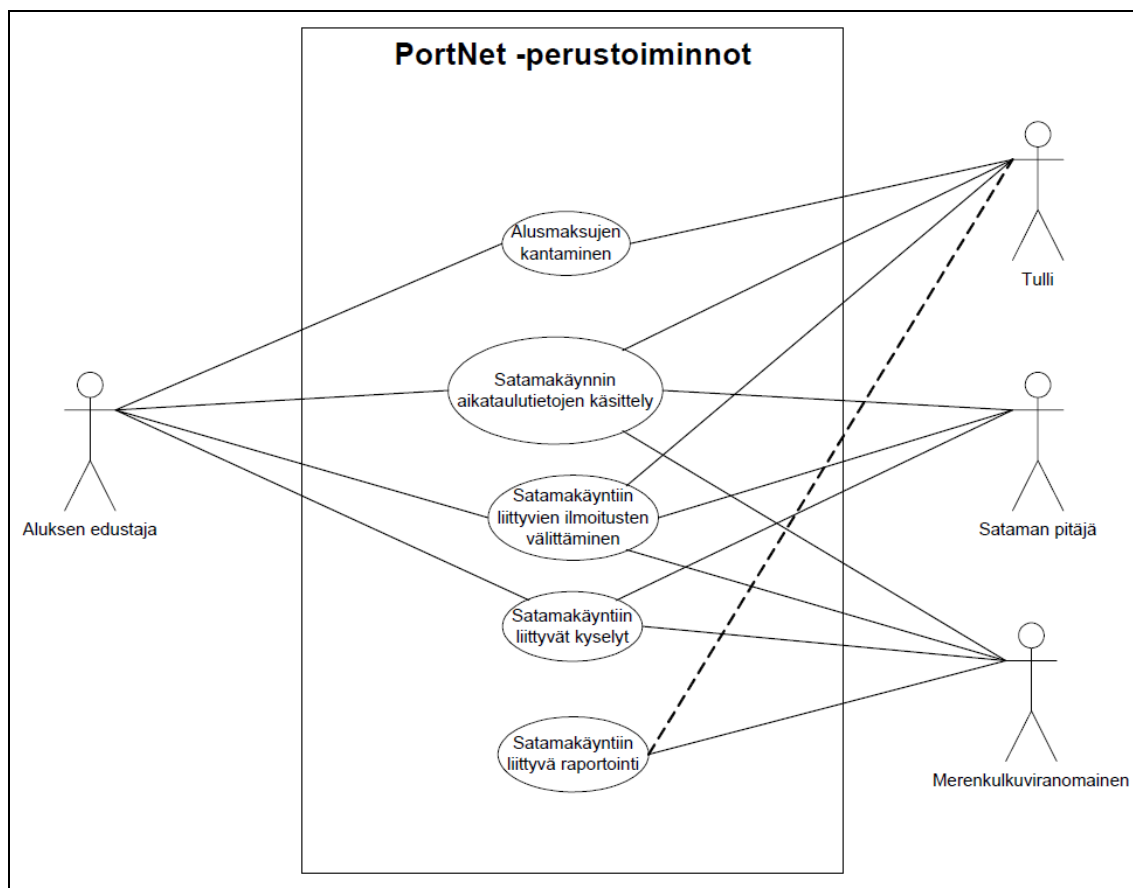 PortNet -perustoiminnot
Alusmaksujen
kantaminen
Tulli
Satamakäynnin
aikataulutietojen käsittely
Aluksen edustaja
Satamakäyntiin
liittyvien ilmoitusten
välittäminen
Sataman pitäjä
Satamakäyntiin
liittyvät kyselyt
Satamakäyntiin
liittyvä raportointi
Merenkulkuviranomainen